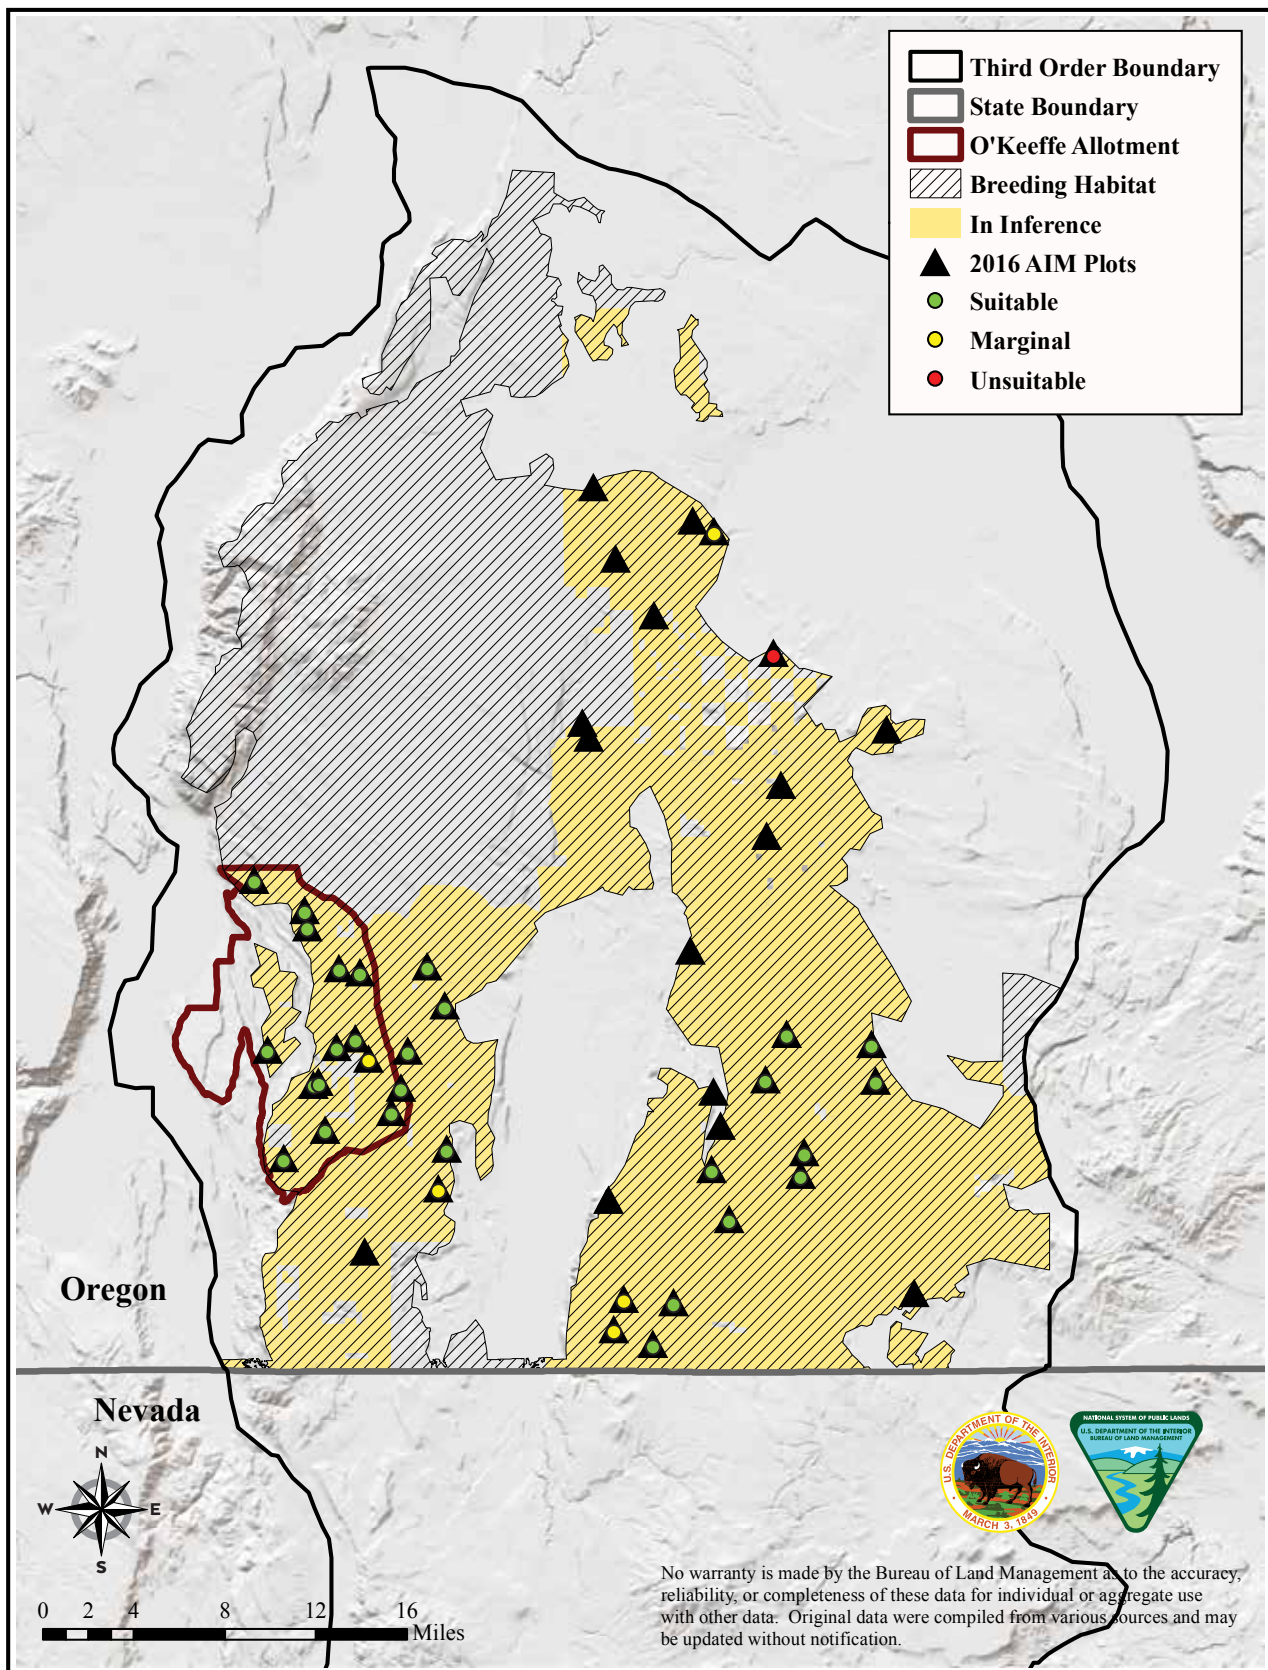 Third Order Boundary
State Boundary
O'Keeffe Allotment
Breeding Habitat
In Inference
2016 AIM Plots
Suitable
Marginal
Unsuitable
Oregon
Nevada
N
W E
S
0 2 4 8 12 16
Miles
U.S. DEPARTMENT OF THE INTERIOR
MARCH 3, 1849
NATIONAL SYSTEM OF PUBLIC LANDS
U.S. DEPARTMENT OF THE INTERIOR
BUREAU OF LAND MANAGEMENT
No warranty is made by the Bureau of Land Management as to the accuracy,
reliability, or completeness of these data for individual or aggregate use
with other data. Original data were compiled from various sources and may
be updated without notification.